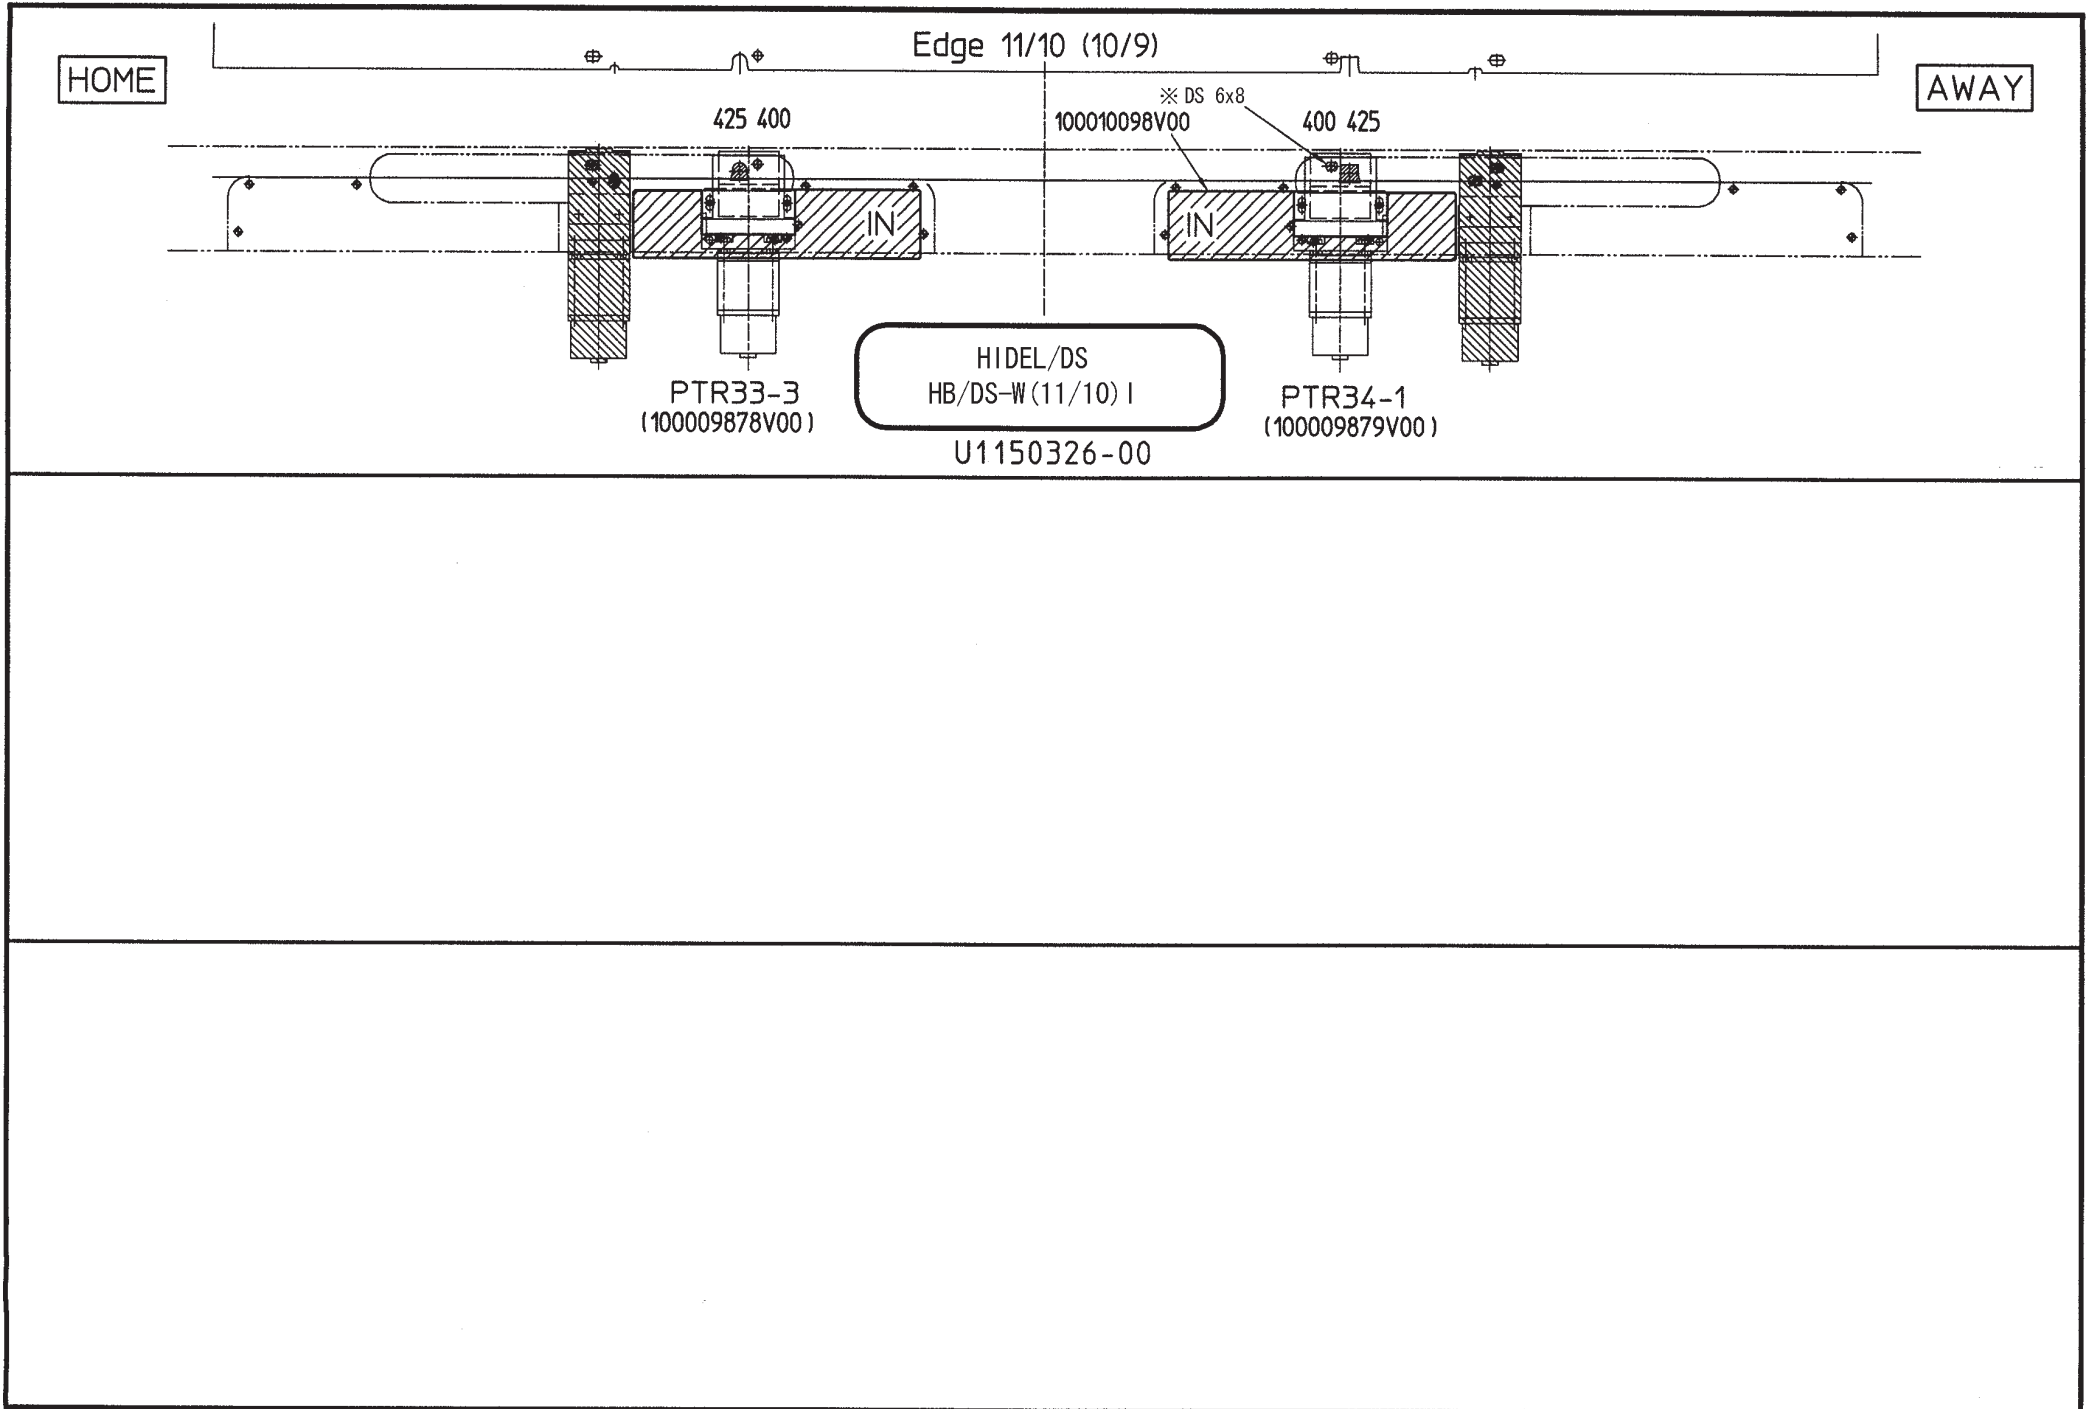 Edge 11/10 (10/9)
HOME
AWAY
※ DS 6x8
425 400
100010098V00
400 425
IN
IN
HIDEL/DS
HB/DS-W(11/10)I
PTR33-3
(100009878V00)
PTR34-1
(100009879V00)
U1150326-00